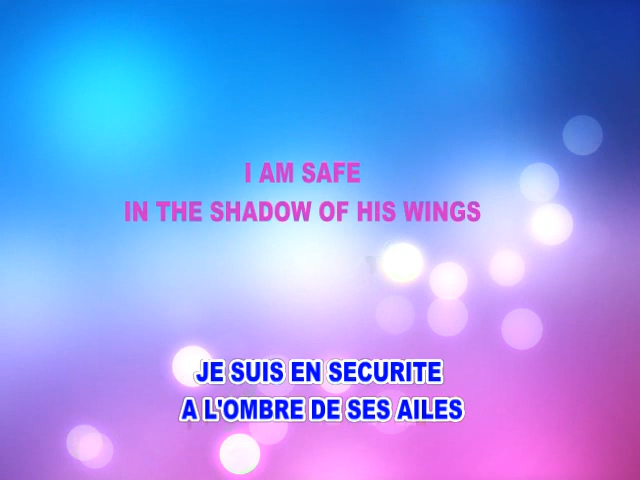 I AM SAFE
IN THE SHADOW OF HIS WINGS
JE SUIS EN SECURITE
A L'OMBRE DE SES AILES